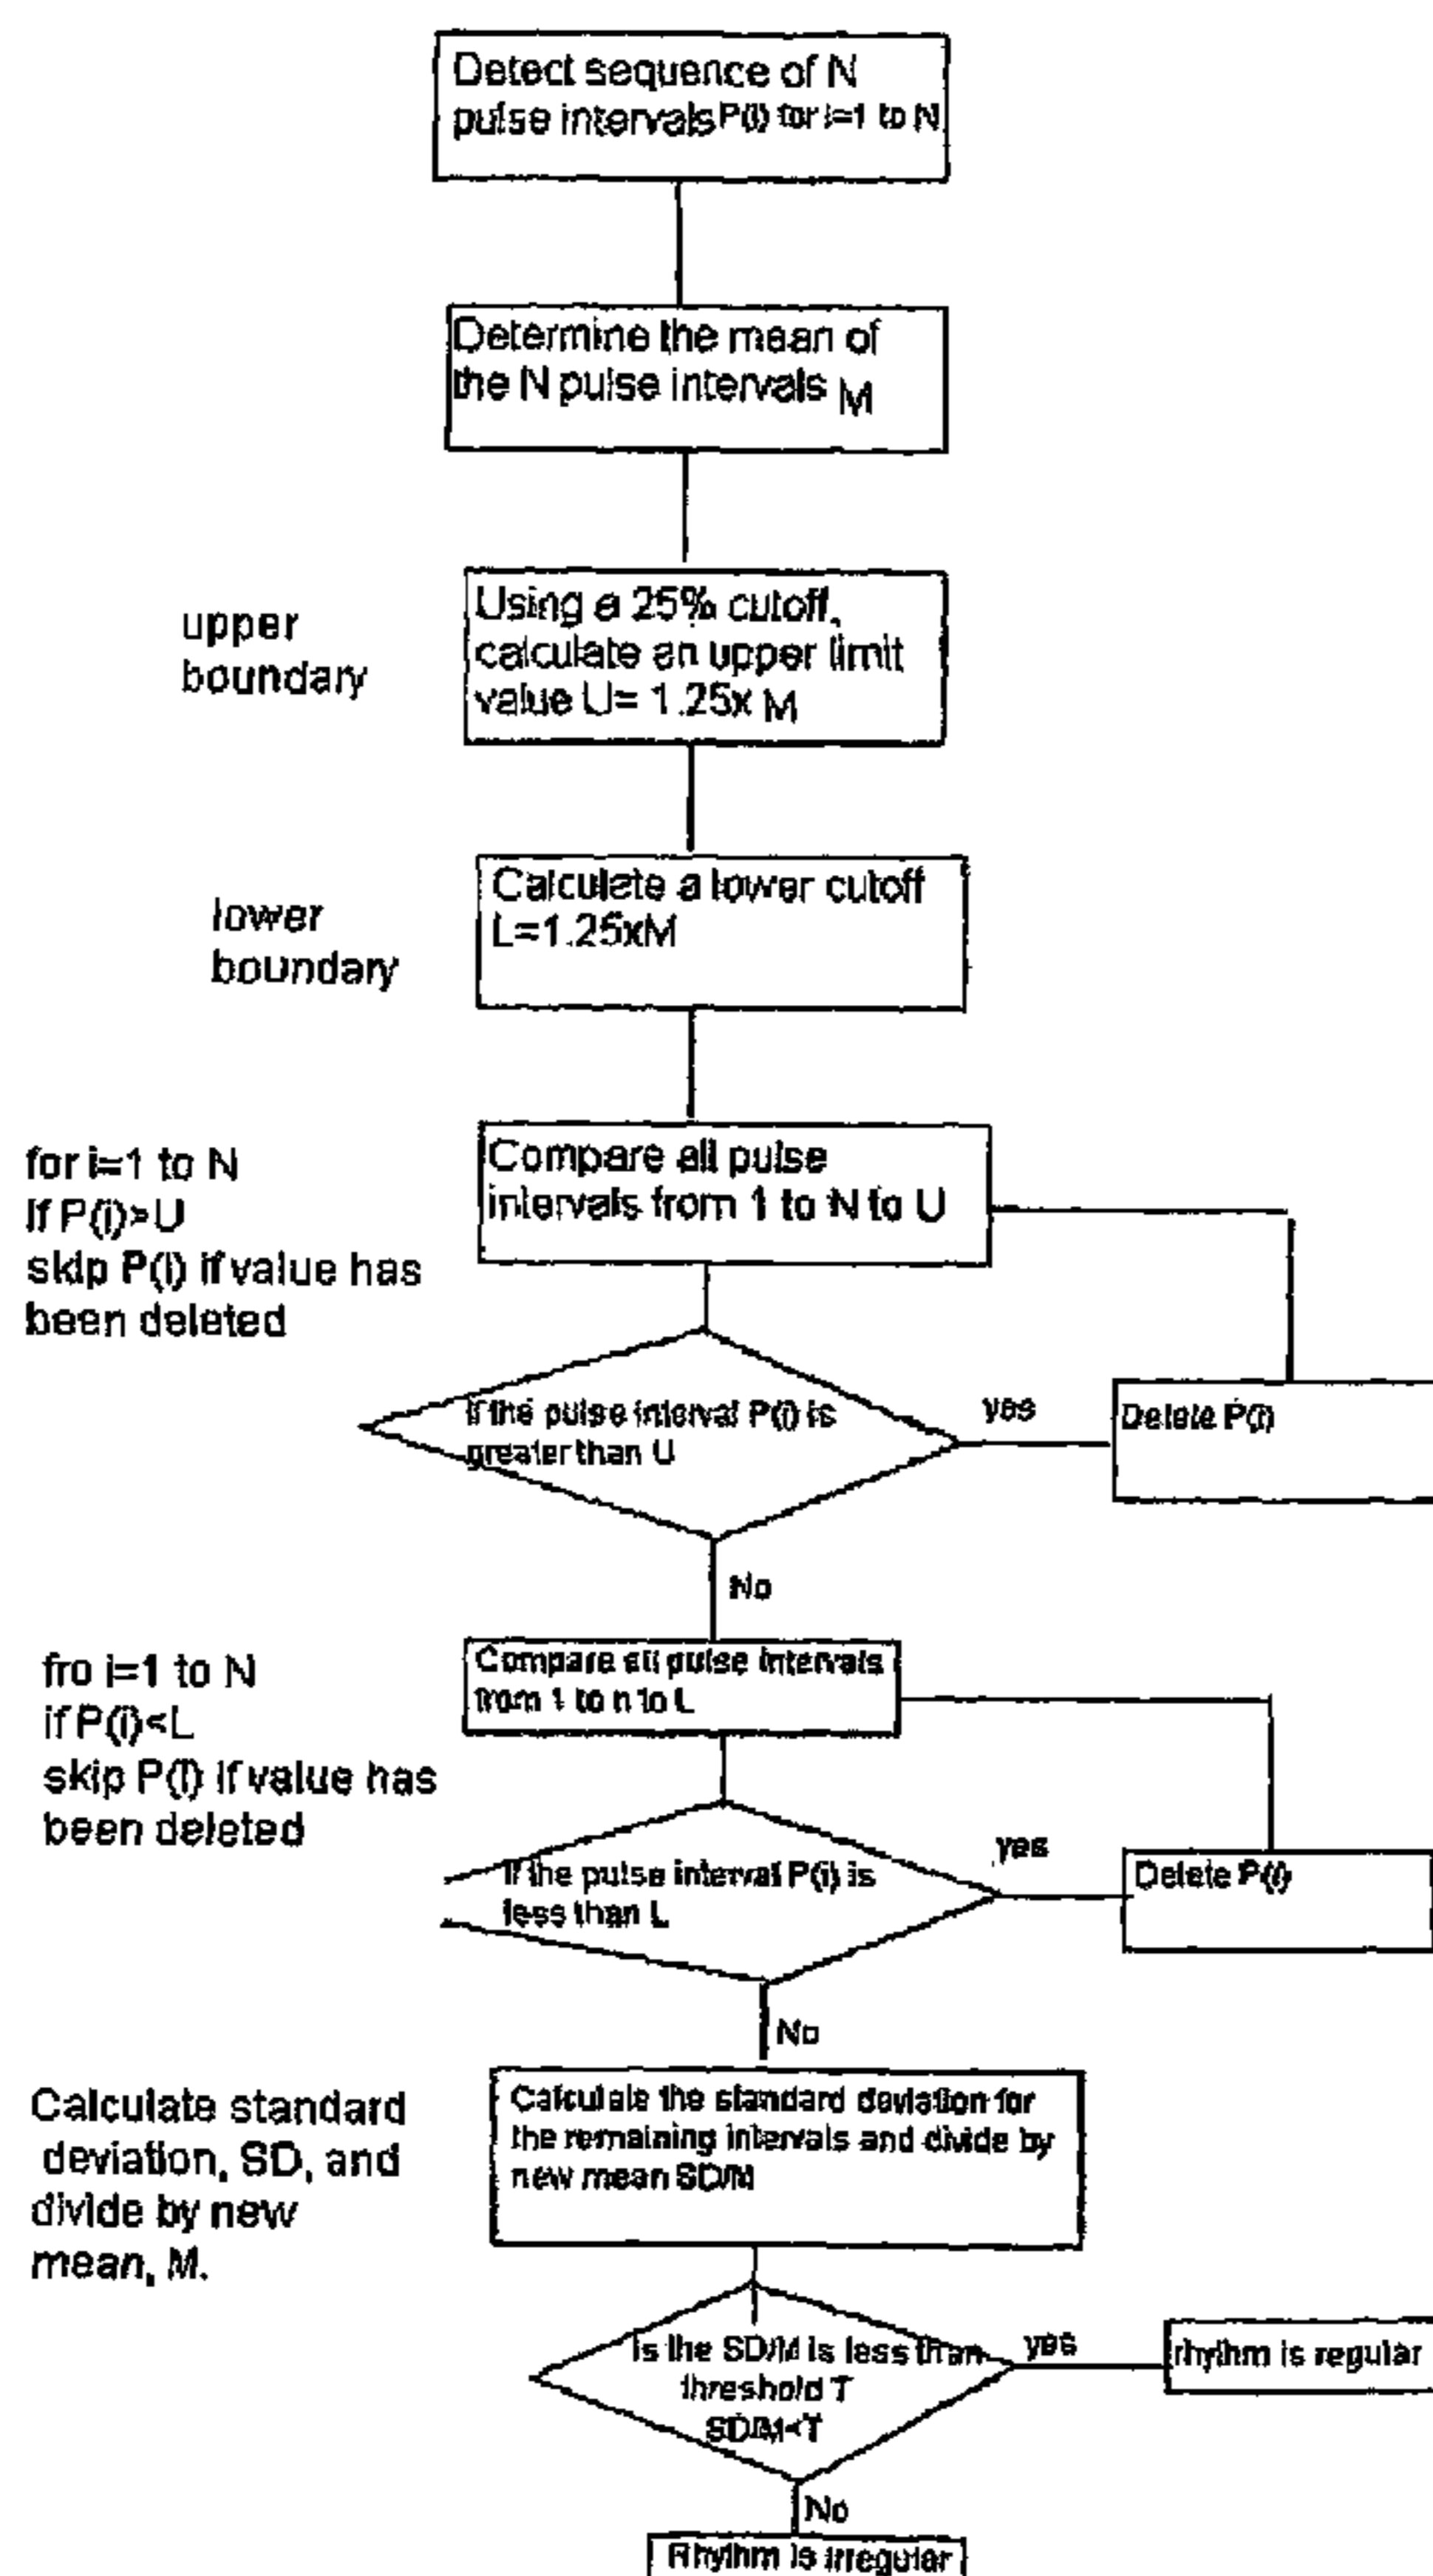 Detect sequence of N
pulse intervals P(i) for i=1 to N
Determine the mean of
the N pulse intervals M
upper
boundary
Using a 25% cutoff,
calculate an upper limit
value U= 1.25x M
lower
boundary
Calculate a lower cutoff
L=1.25xM
for i=1 to N
if P(i)>U
skip P(i) if value has
been deleted
Compare all pulse
intervals from 1 to N to U
If the pulse interval P(i) is
greater than U
yes
Delete P(i)
No
fro i=1 to N
if P(i)<L
skip P(i) if value has
been deleted
Compare all pulse intervals
from 1 to n to L
If the pulse interval P(i) is
less than L
yes
Delete P(i)
No
Calculate standard
deviation, SD, and
divide by new
mean, M.
Calculate the standard deviation for
the remaining intervals and divide by
new mean SD/M
Is the SD/M is less than
threshold T
SD/M<T
yes
rhythm is regular
No
Rhythm is irregular